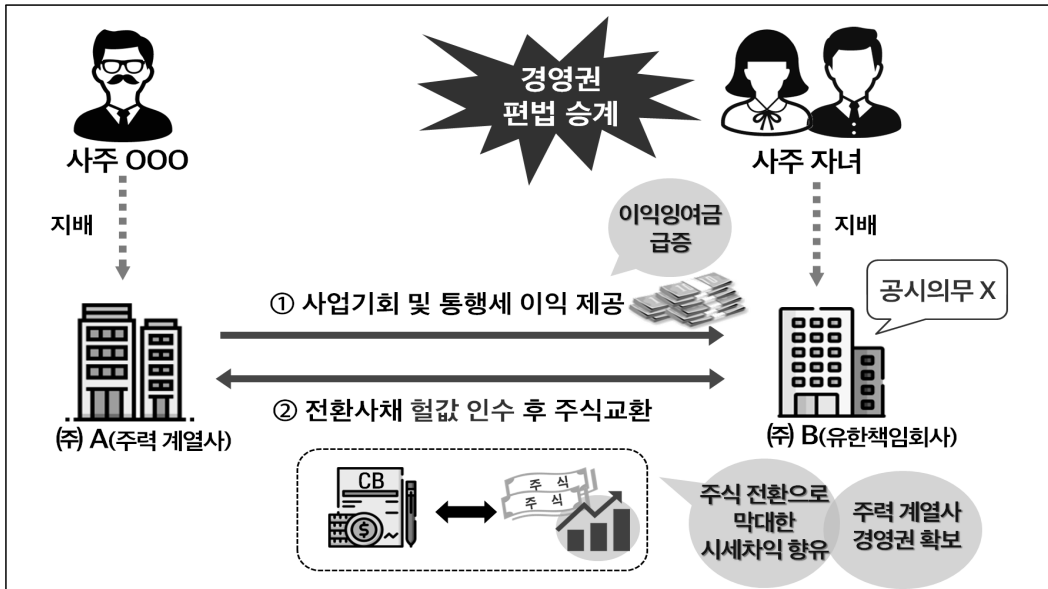 경영권
편법 승계
사주 OOO
사주 자녀
지배
지배
이익잉여금
급증
공시의무 X
① 사업기회 및 통행세 이익 제공
② 전환사채 헐값 인수 후 주식교환
㈜ A(주력 계열사)
㈜ B(유한책임회사)
CB
$
주 식
주 식
주식 전환으로
막대한
시세차익 향유
주력 계열사
경영권 확보